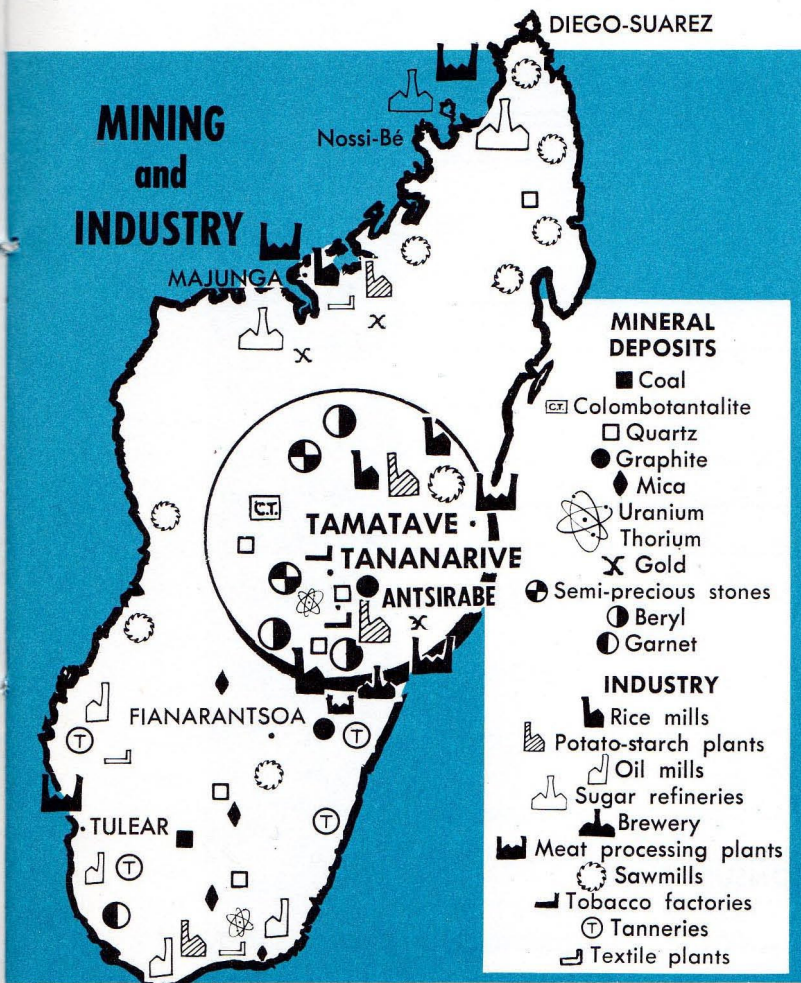 DIEGO-SUAREZ
MINING
and
INDUSTRY
Nossi-Bé
MAJUNGA
C.T.
TAMATAVE
TANANARIVE
ANTSIRABE
FIANARANTSOA
T
T
T
TULEAR
T
MINERAL
DEPOSITS
Coal
C.T. Colombotantalite
Quartz
Graphite
Mica
Uranium
Thorium
Gold
Semi-precious stones
Beryl
Garnet
INDUSTRY
Rice mills
Potato-starch plants
Oil mills
Sugar refineries
Brewery
Meat processing plants
Sawmills
Tobacco factories
T Tanneries
Textile plants